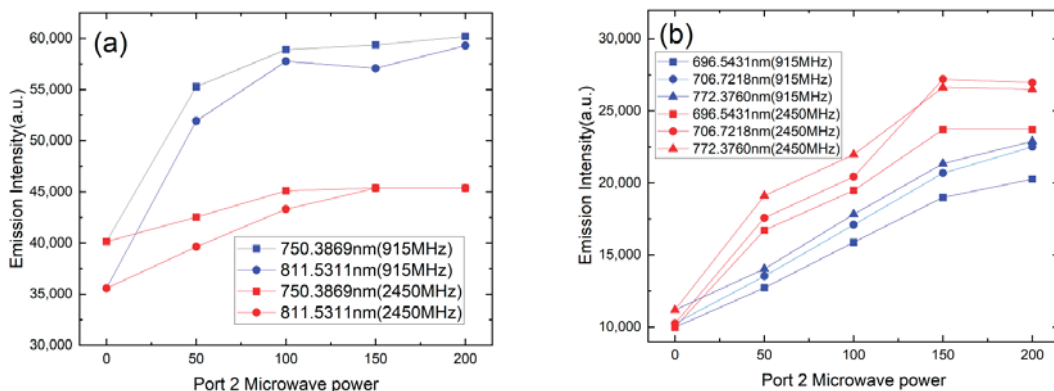 (a)
60,000
55,000
50,000
45,000
40,000
35,000
30,000
Emission Intensity(a.u.)
750.3869nm(915MHz)
811.5311nm(915MHz)
750.3869nm(2450MHz)
811.5311nm(2450MHz)
0 50 100 150 200
Port 2 Microwave power
(b)
30,000
25,000
20,000
15,000
10,000
Emission Intensity(a.u.)
696.5431nm(915MHz)
706.7218nm(915MHz)
772.3760nm(915MHz)
696.5431nm(2450MHz)
706.7218nm(2450MHz)
772.3760nm(2450MHz)
0 50 100 150 200
Port 2 Microwave power